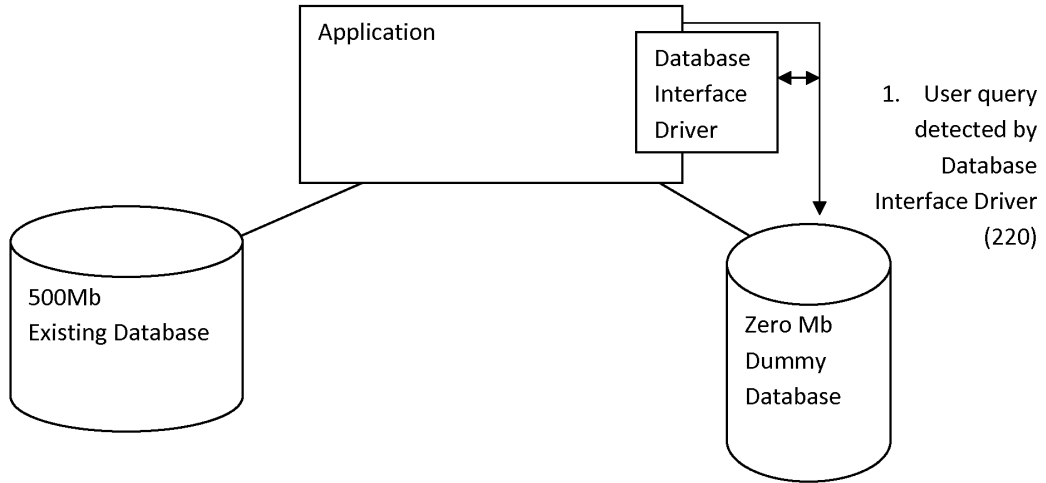 Application
Database
Interface
Driver
1. User query
detected by
Database
Interface Driver
(220)
500Mb
Existing Database
Zero Mb
Dummy
Database